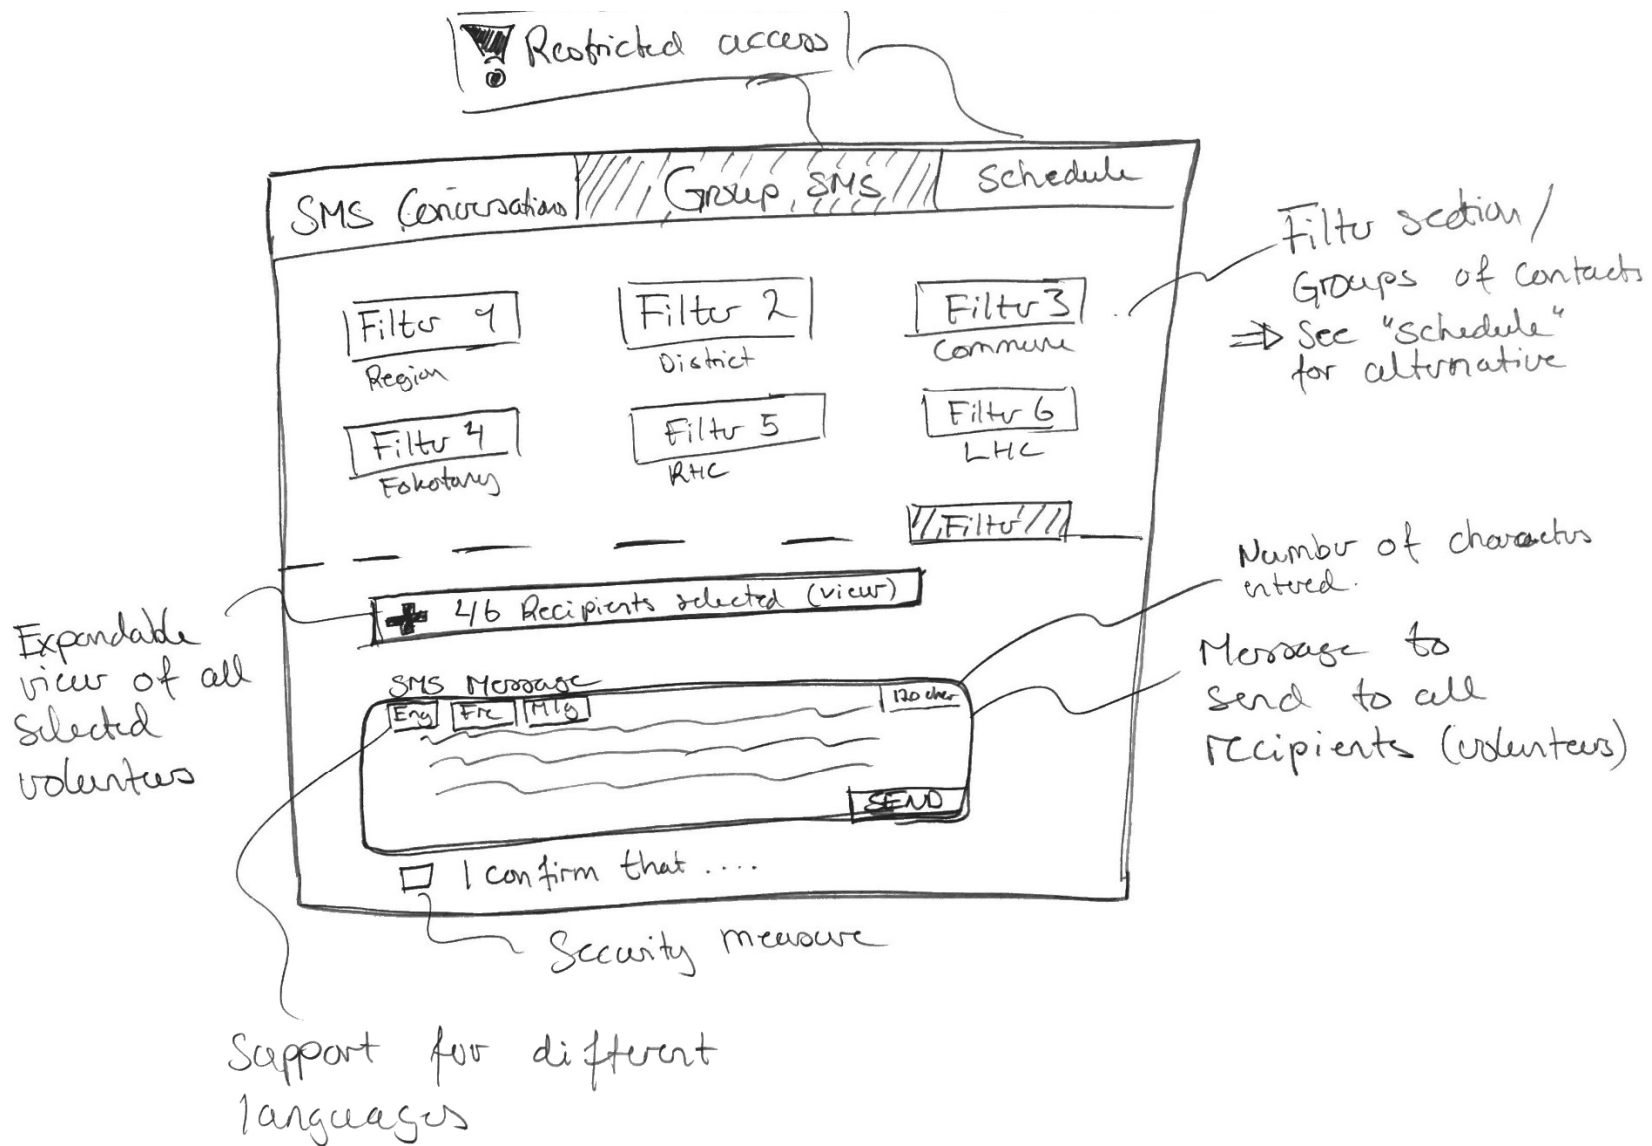 Restricted access
SMS Conversations
Group SMS
Schedule
Filter section /
Groups of contacts
⇒ See "Schedule"
for alternative
Filter 1
Region
Filter 2
District
Filter 3
Commune
Filter 4
Fokotany
Filter 5
RHC
Filter 6
LHC
Filter
Number of characters
entered.
+ 4/6 Recipients selected (view)
Expandable
view of all
selected
volunteers
SMS Message
Eng Fre Mlg
120 char
Message to
send to all
recipients (volunteers)
SEND
I confirm that ....
Security measure
Support for different
languages